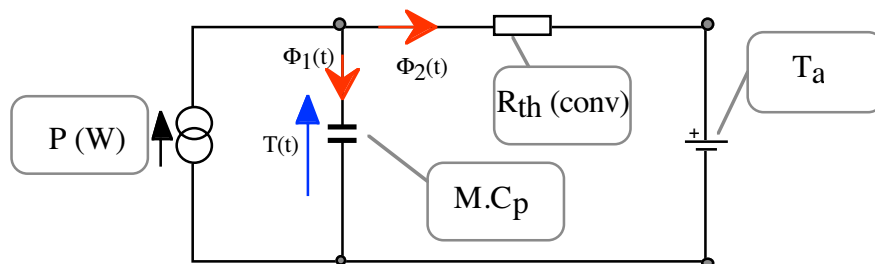 Φ1(t)
Φ2(t)
Ta
Rth (conv)
P (W)
+
T(t)
M.Cp